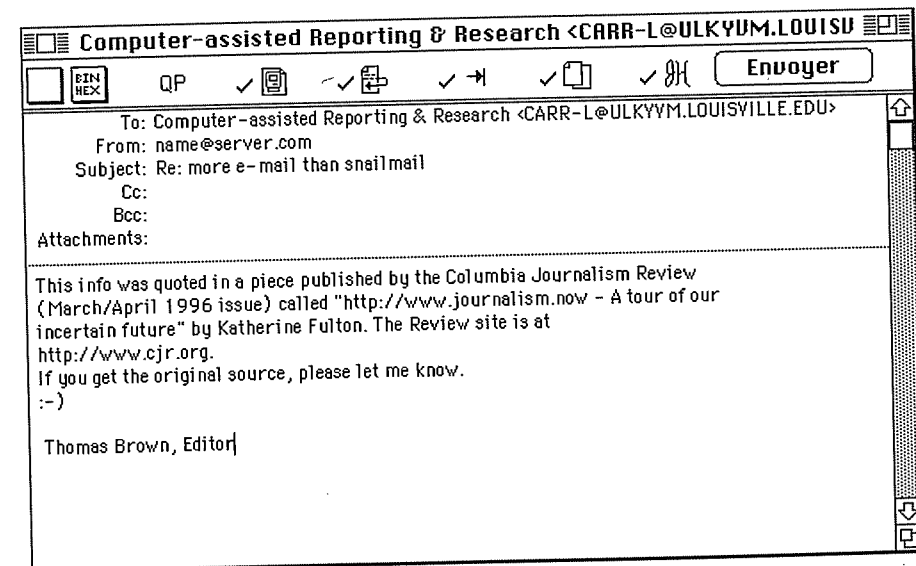 Computer-assisted Reporting & Research <CARR-L@ULKYVM.LOUISV
BIN HEX QP Envoyer
To: Computer-assisted Reporting & Research <CARR-L@ULKYVM.LOUISVILLE.EDU>
From: name@server.com
Subject: Re: more e-mail than snailmail
Cc:
Bcc:
Attachments:
This info was quoted in a piece published by the Columbia Journalism Review
(March/April 1996 issue) called "http://www.journalism.now - A tour of our
incertain future" by Katherine Fulton. The Review site is at
http://www.cjr.org.
If you get the original source, please let me know.
:-)
Thomas Brown, Editor